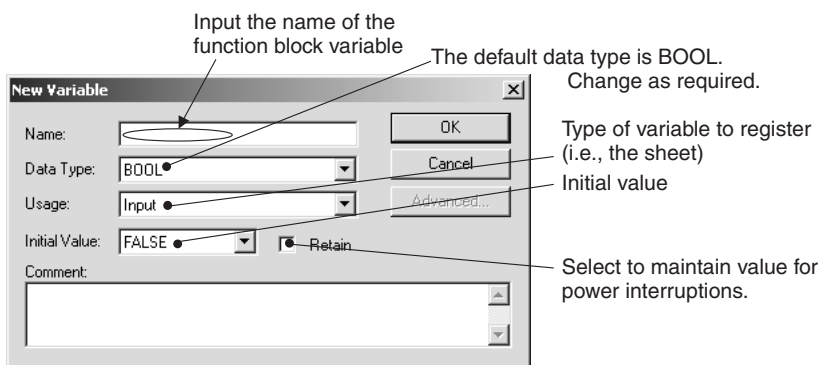 Input the name of the
function block variable
The default data type is BOOL.
Change as required.
New Variable
Name:
OK
Type of variable to register
(i.e., the sheet)
Data Type:
BOOL
Cancel
Initial value
Usage:
Input
Advanced...
Initial Value:
FALSE
Retain
Select to maintain value for
power interruptions.
Comment: